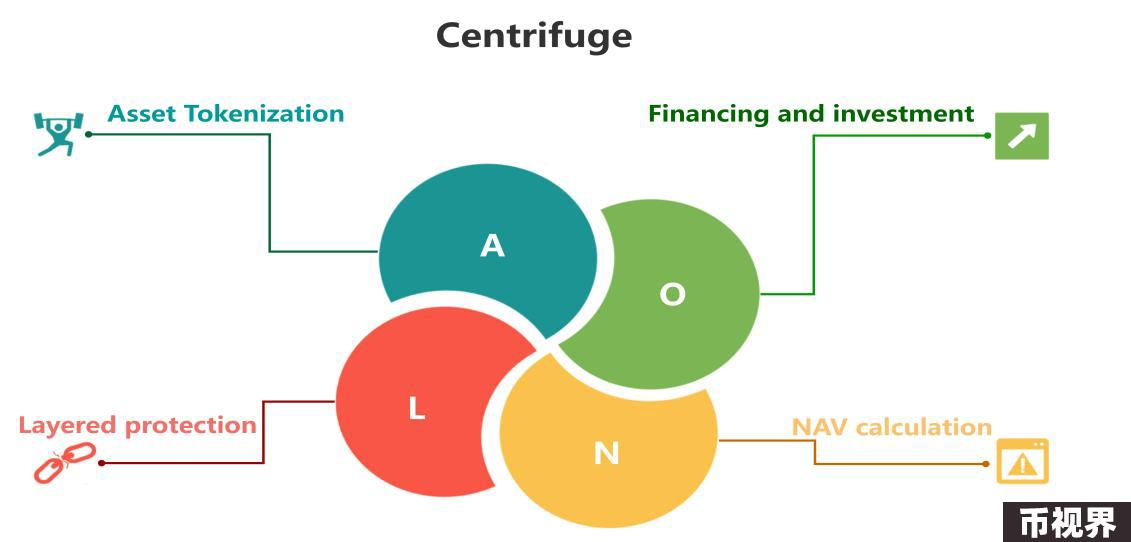 Centrifuge
Asset Tokenization
Financing and investment
A
O
L
N
Layered protection
NAV calculation
币视界